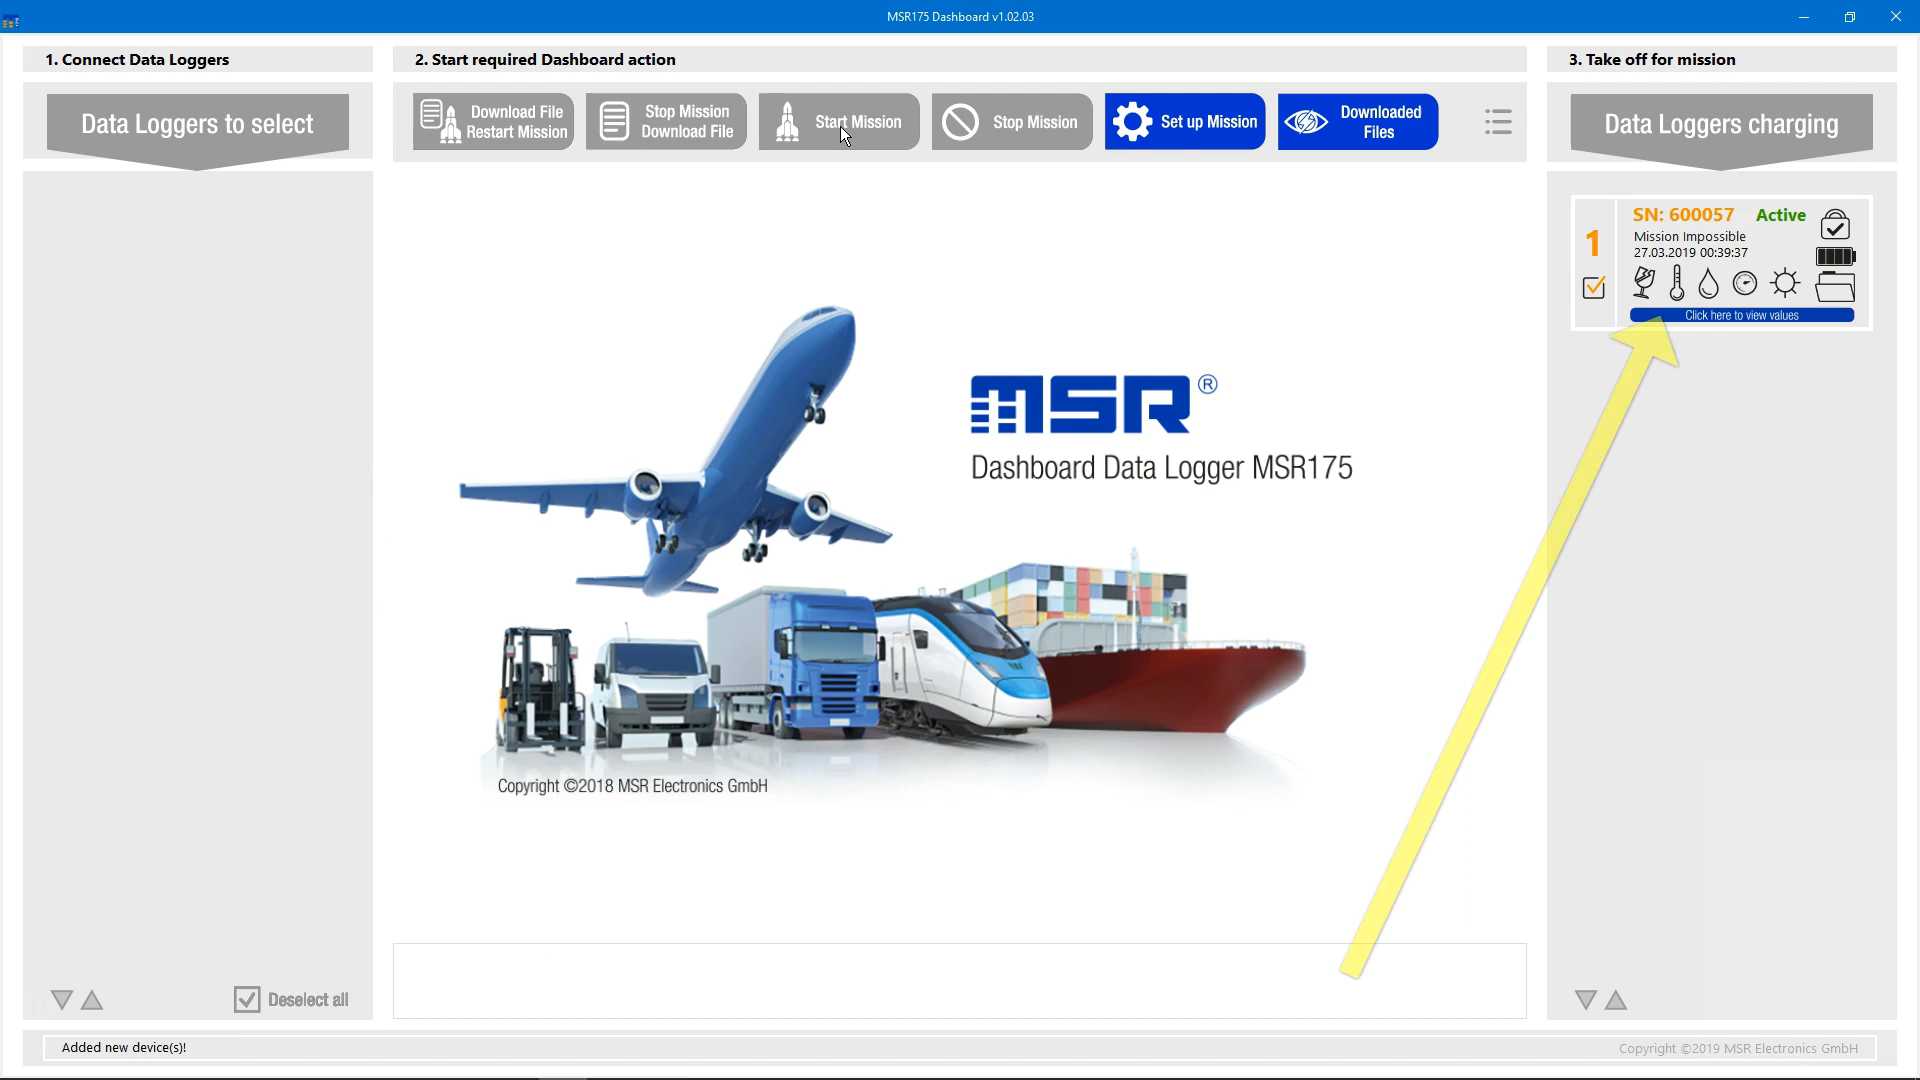 MSR175 Dashboard v1.02.03
1. Connect Data Loggers
2. Start required Dashboard action
3. Take off for mission
Data Loggers to select
Download File
Restart Mission
Stop Mission
Download File
Start Mission
Stop Mission
Set up Mission
Downloaded
Files
Data Loggers charging
1
SN: 600057 Active
Mission Impossible
27.03.2019 00:39:37
Click here to view values
MSR®
Dashboard Data Logger MSR175
Copyright ©2018 MSR Electronics GmbH
Deselect all
Added new device(s)!
Copyright ©2019 MSR Electronics GmbH